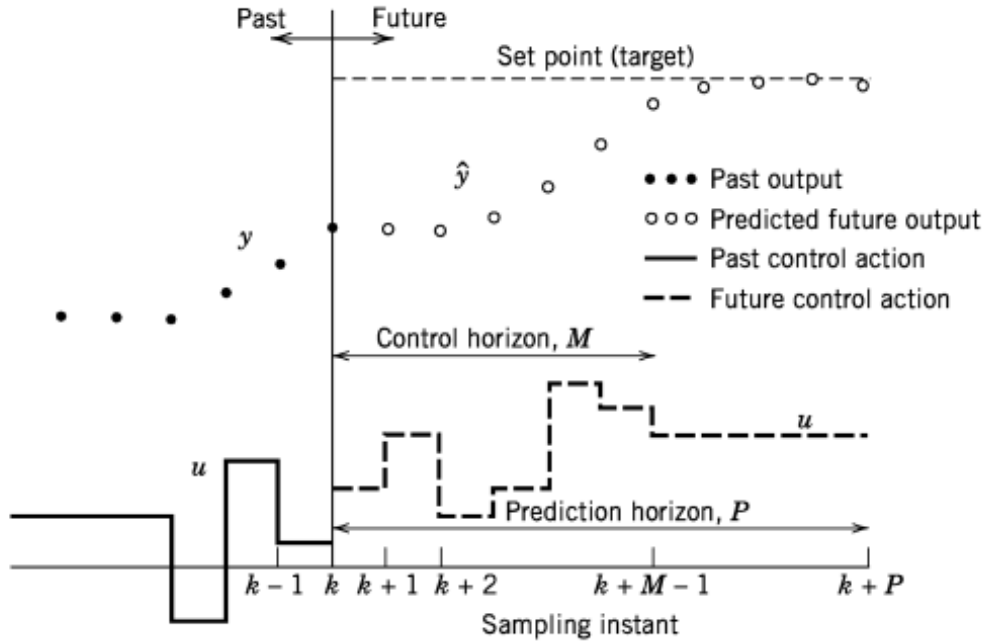 Past Future
Set point (target)
ŷ
y
Past output
Predicted future output
Past control action
Future control action
Control horizon, M
u
u
Prediction horizon, P
k – 1 k k + 1 k + 2 k + M – 1 k + P
Sampling instant